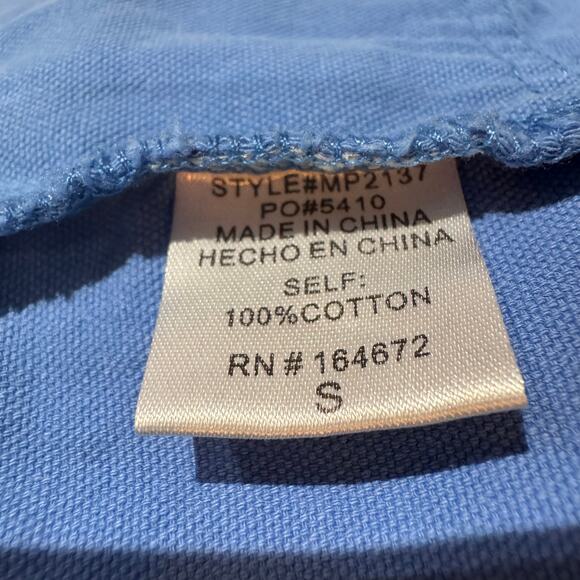 STYLE#MP2137
PO#5410
MADE IN CHINA
HECHO EN CHINA
SELF:
100%COTTON
RN # 164672
S